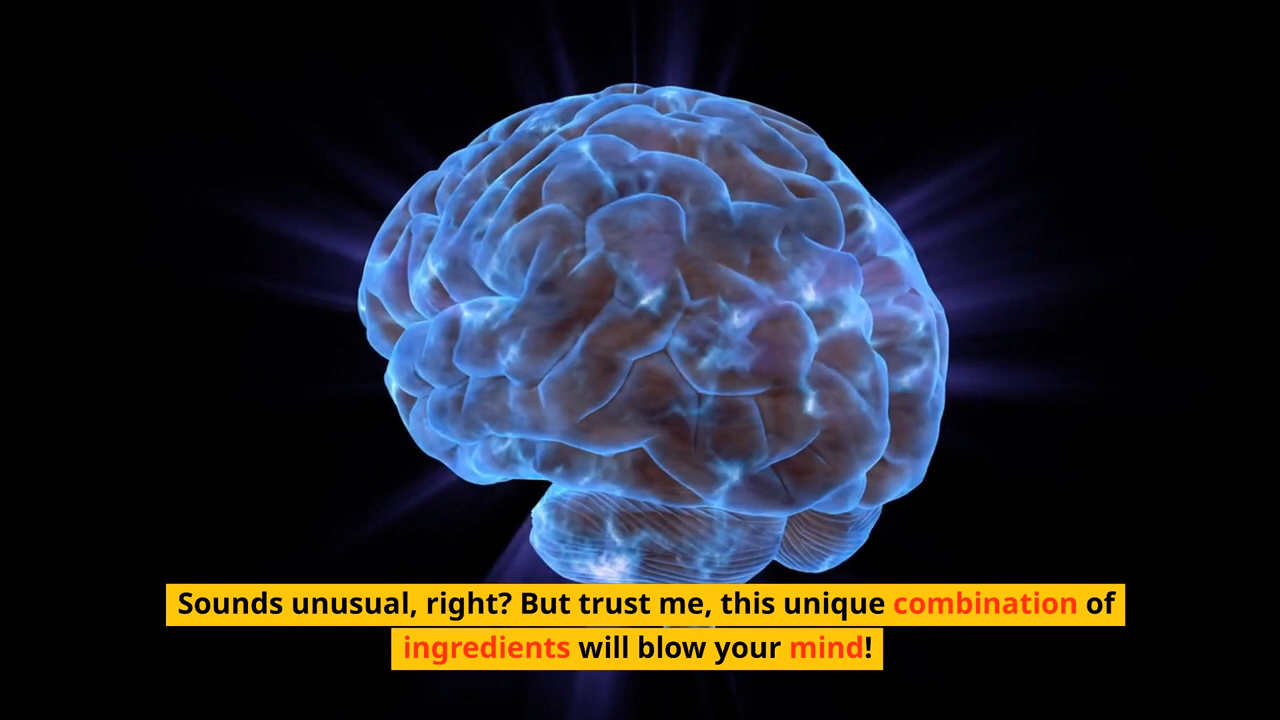 Sounds unusual, right? But trust me, this unique combination of
ingredients will blow your mind!